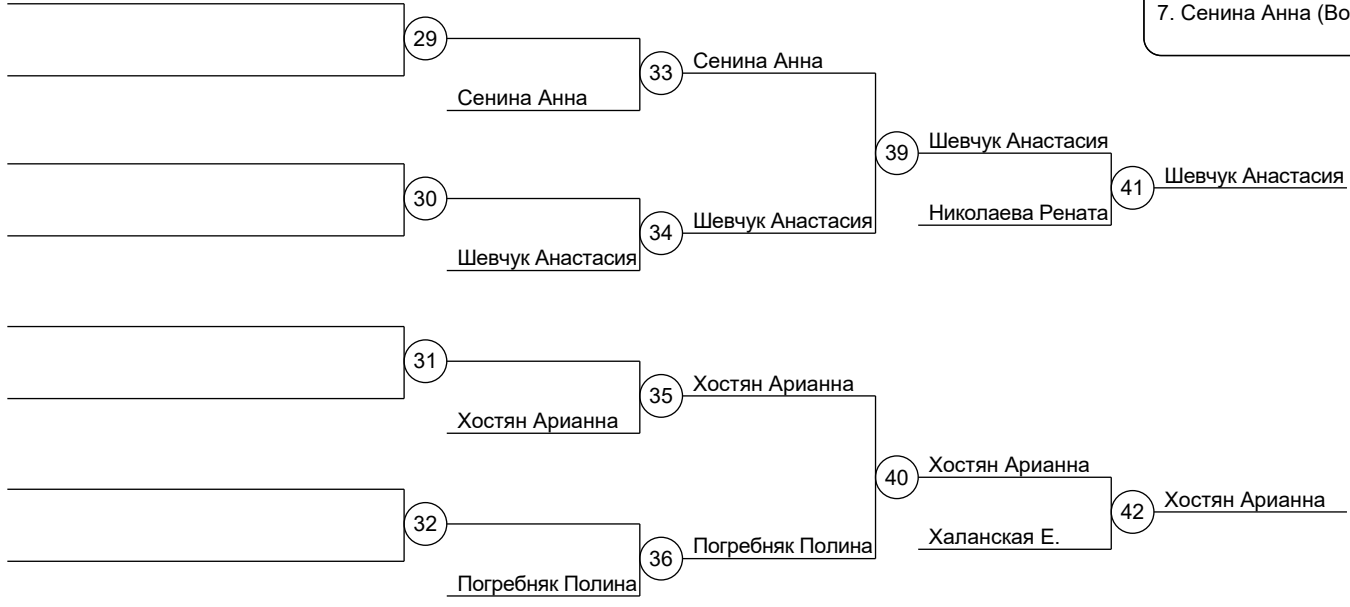 7. Сенина Анна (Во
29
33
Сенина Анна
Сенина Анна
39
Шевчук Анастасия
41
Шевчук Анастасия
30
34
Шевчук Анастасия
Николаева Рената
Шевчук Анастасия
31
35
Хостян Арианна
Хостян Арианна
40
Хостян Арианна
42
Хостян Арианна
32
36
Погребняк Полина
Халанская Е.
Погребняк Полина